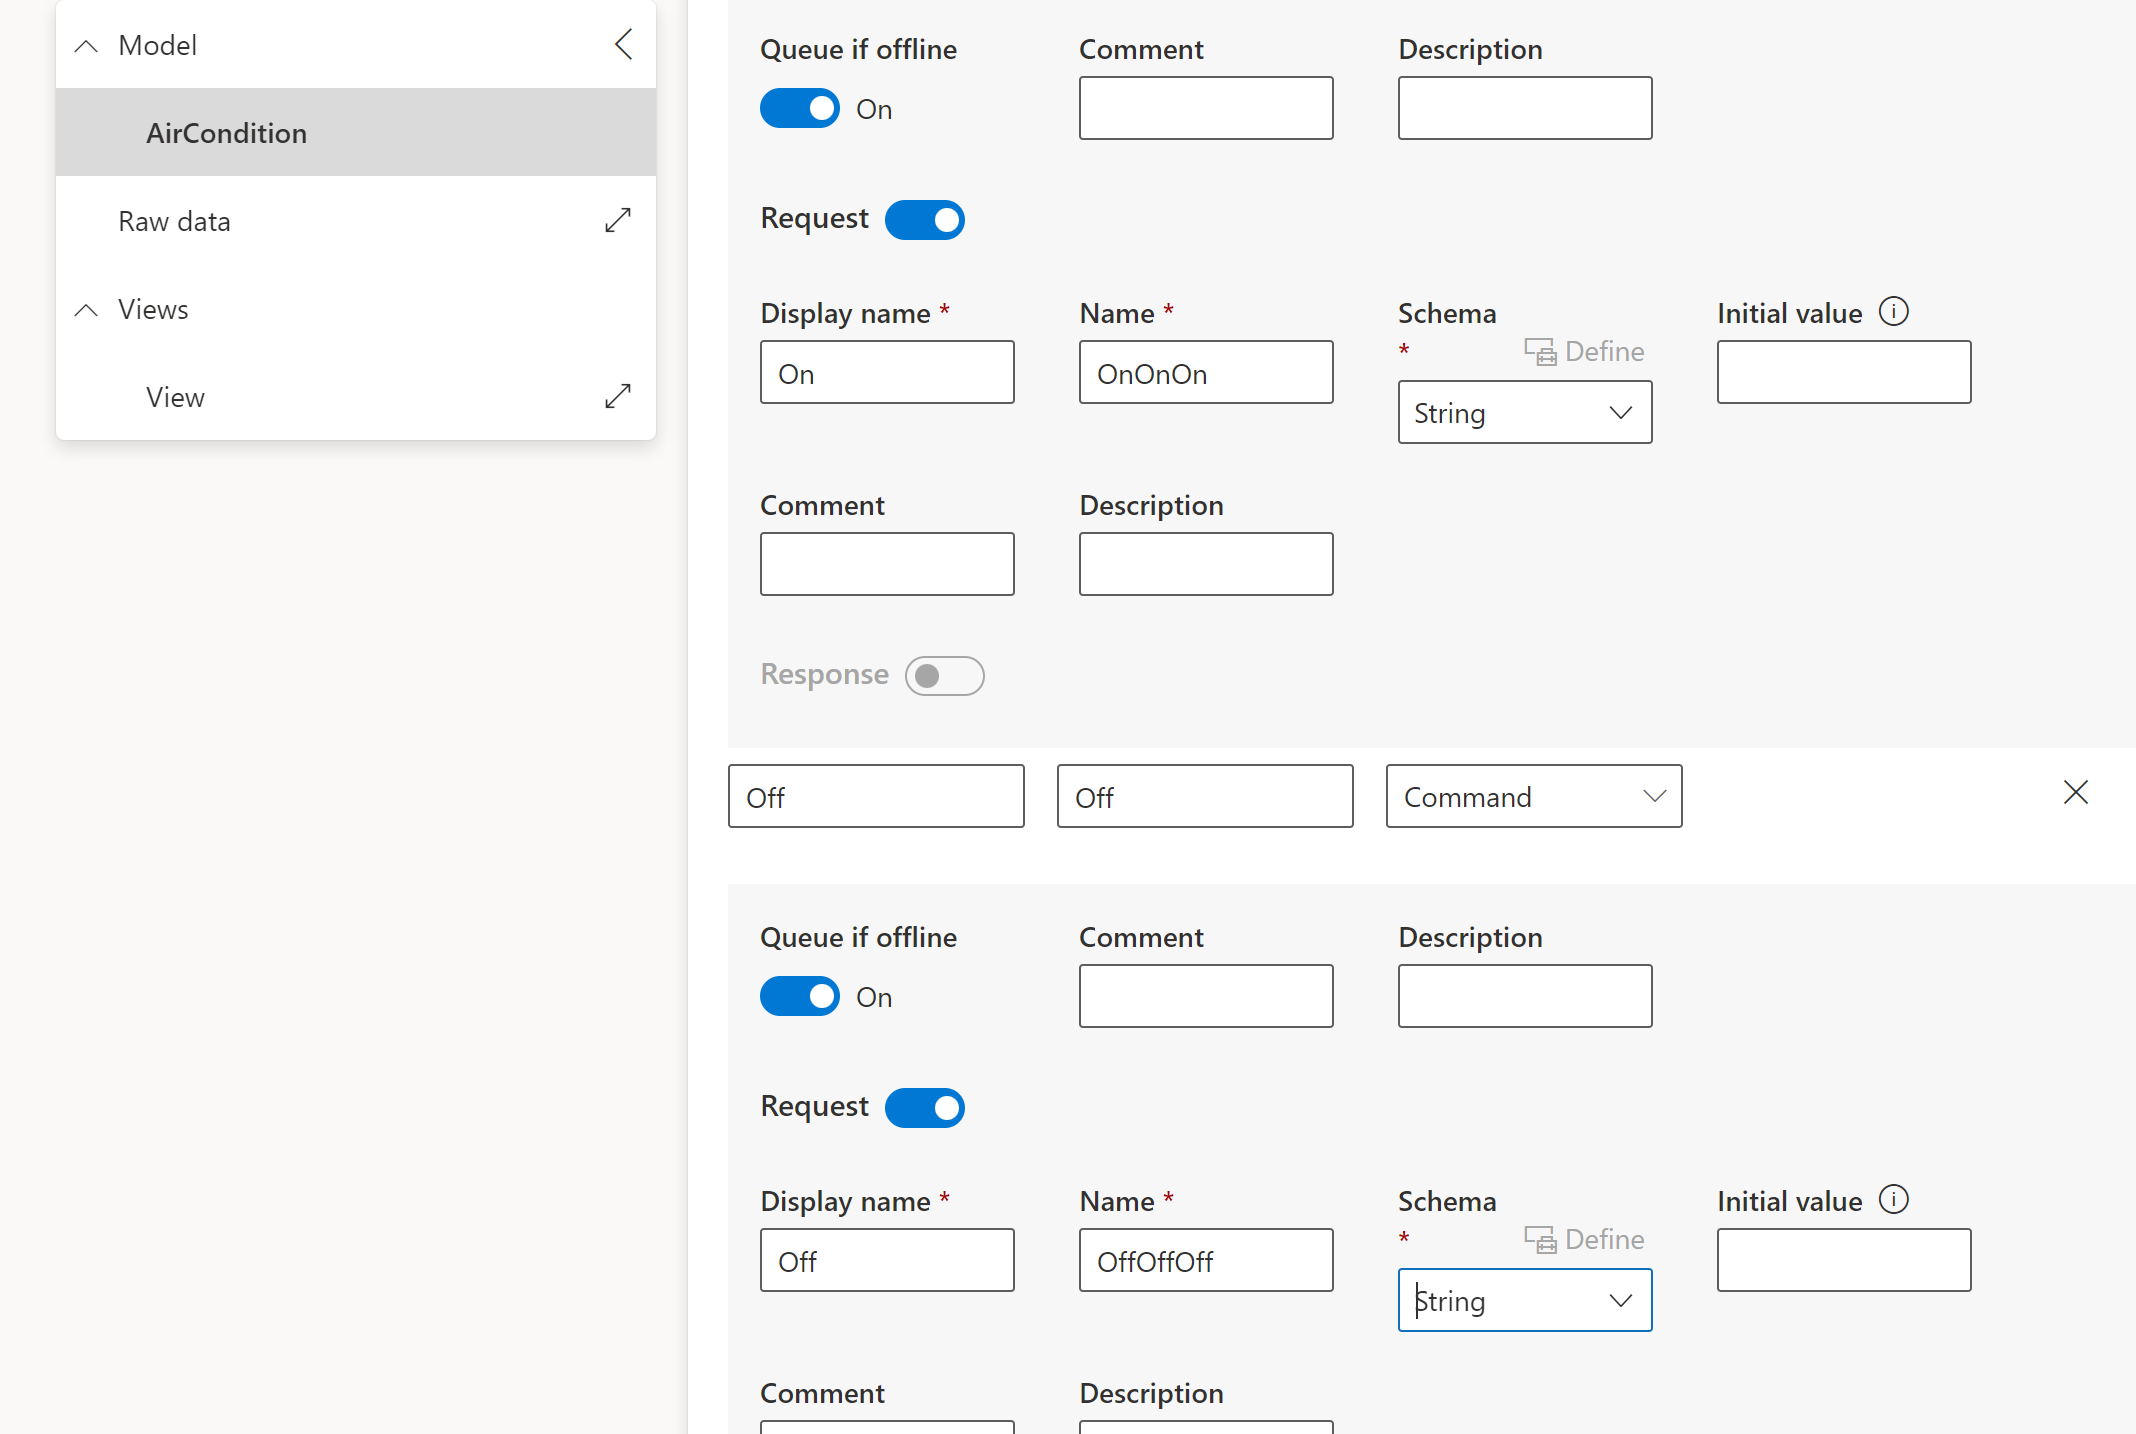 Model
AirCondition
Raw data
Views
View
Queue if offline Comment Description
On
Request
Display name * Name * Schema Initial value
* Define
On OnOnOn String
Comment Description
Response
Off Off Command
Queue if offline Comment Description
On
Request
Display name * Name * Schema Initial value
* Define
Off OffOffOff String
Comment Description